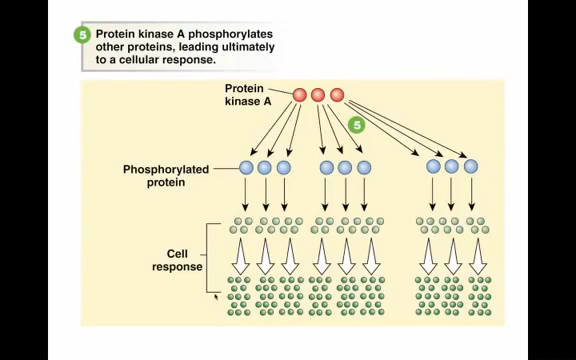 5 Protein kinase A phosphorylates
other proteins, leading ultimately
to a cellular response.
Protein
kinase A
5
Phosphorylated
protein
Cell
response